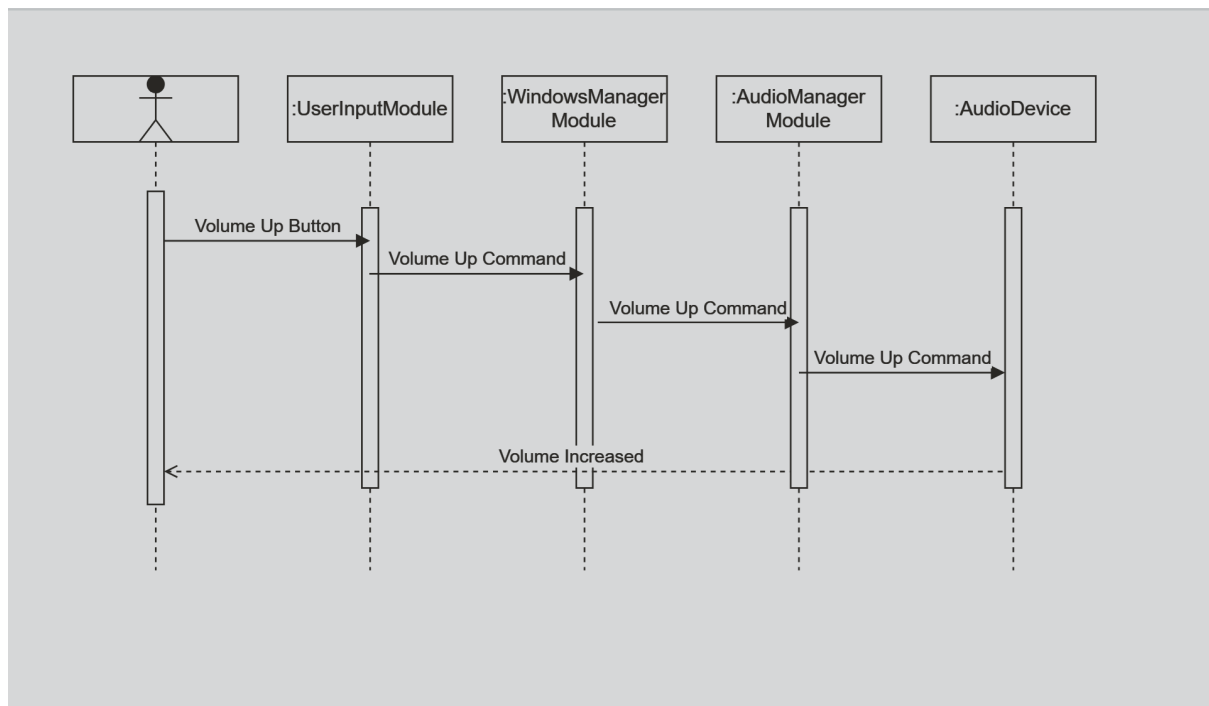 :UserInputModule
:WindowsManager
Module
:AudioManager
Module
:AudioDevice
Volume Up Button
Volume Up Command
Volume Up Command
Volume Up Command
Volume Increased